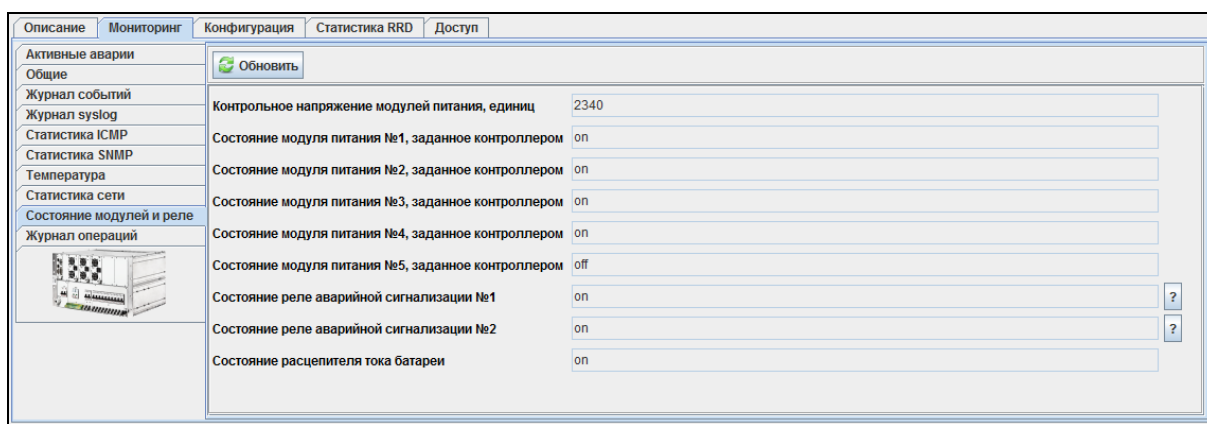 Описание Мониторинг Конфигурация Статистика RRD Доступ
Активные аварии
Общие
Журнал событий
Журнал syslog
Статистика ICMP
Статистика SNMP
Температура
Статистика сети
Состояние модулей и реле
Журнал операций
Обновить
Контрольное напряжение модулей питания, единиц 2340
Состояние модуля питания №1, заданное контроллером on
Состояние модуля питания №2, заданное контроллером on
Состояние модуля питания №3, заданное контроллером on
Состояние модуля питания №4, заданное контроллером on
Состояние модуля питания №5, заданное контроллером off
Состояние реле аварийной сигнализации №1 on ?
Состояние реле аварийной сигнализации №2 on ?
Состояние расцепителя тока батареи on